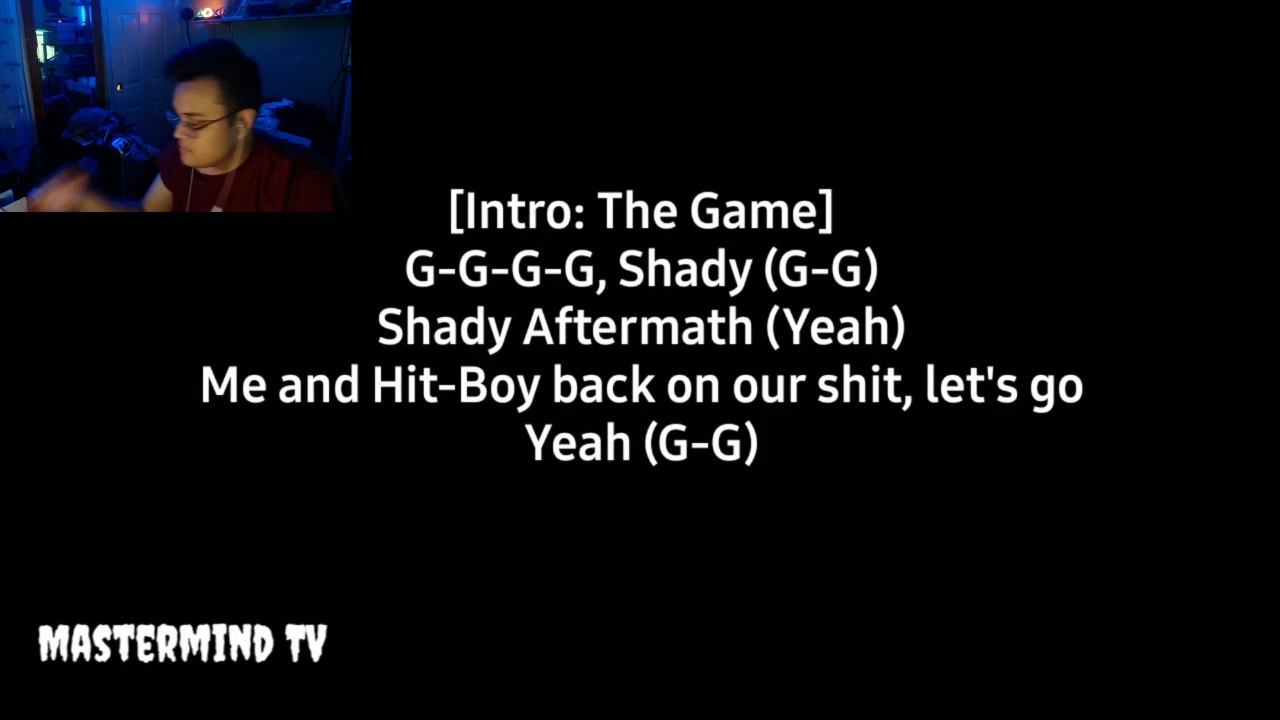 [Intro: The Game]
G-G-G-G, Shady (G-G)
Shady Aftermath (Yeah)
Me and Hit-Boy back on our shit, let's go
Yeah (G-G)
MASTERMIND TV